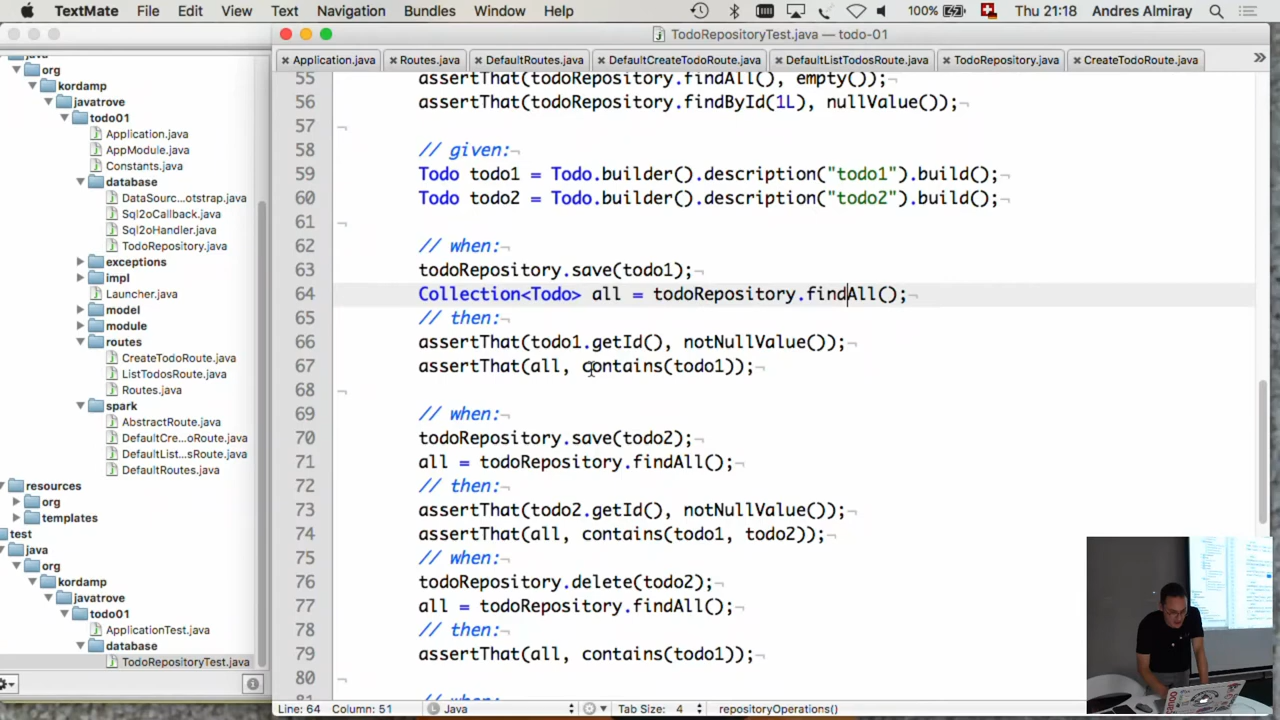 TextMate File Edit View Text Navigation Bundles Window Help 100% Thu 21:18 Andres Almiray
TodoRepositoryTest.java — todo-01
Application.java Routes.java DefaultRoutes.java DefaultCreateTodoRoute.java DefaultListTodosRoute.java TodoRepository.java CreateTodoRoute.java »
java
org
kordamp
javatrove
todo01
Application.java
AppModule.java
Constants.java
database
DataSourc…otstrap.java
Sql2oCallback.java
Sql2oHandler.java
TodoRepository.java
exceptions
impl
Launcher.java
model
module
routes
CreateTodoRoute.java
ListTodosRoute.java
Routes.java
spark
AbstractRoute.java
DefaultCre…oRoute.java
DefaultList…sRoute.java
DefaultRoutes.java
resources
org
templates
test
java
org
kordamp
javatrove
todo01
ApplicationTest.java
database
TodoRepositoryTest.java
55 assertThat(todoRepository.findAll(), empty());¬
56 assertThat(todoRepository.findById(1L), nullValue());¬
57 ¬
58 // given:¬
59 Todo todo1 = Todo.builder().description("todo1").build();¬
60 Todo todo2 = Todo.builder().description("todo2").build();¬
61 ¬
62 // when:¬
63 todoRepository.save(todo1);¬
64 Collection<Todo> all = todoRepository.findAll();¬
65 // then:¬
66 assertThat(todo1.getId(), notNullValue());¬
67 assertThat(all, contains(todo1));¬
68 ¬
69 // when:¬
70 todoRepository.save(todo2);¬
71 all = todoRepository.findAll();¬
72 // then:¬
73 assertThat(todo2.getId(), notNullValue());¬
74 assertThat(all, contains(todo1, todo2));¬
75 // when:¬
76 todoRepository.delete(todo2);¬
77 all = todoRepository.findAll();¬
78 // then:¬
79 assertThat(all, contains(todo1));¬
80 ¬
81 // when:¬
Line: 64 Column: 51 Java Tab Size: 4 repositoryOperations()